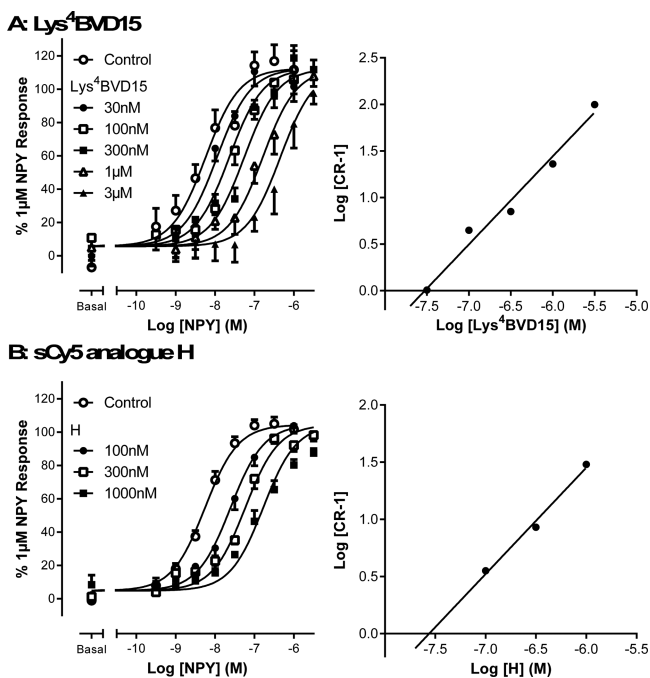 A: Lys4BVD15
120
100
80
60
40
20
0
% 1μM NPY Response
Control
Lys4BVD15
30nM
100nM
300nM
1μM
3μM
Basal
-10 -9 -8 -7 -6
Log [NPY] (M)
2.5
2.0
1.5
1.0
0.5
0.0
Log [CR-1]
-7.5 -7.0 -6.5 -6.0 -5.5 -5.0
Log [Lys4BVD15] (M)
B: sCy5 analogue H
120
100
80
60
40
20
0
% 1μM NPY Response
Control
H
100nM
300nM
1000nM
Basal
-10 -9 -8 -7 -6
Log [NPY] (M)
2.0
1.5
1.0
0.5
0.0
Log [CR-1]
-7.5 -7.0 -6.5 -6.0 -5.5
Log [H] (M)